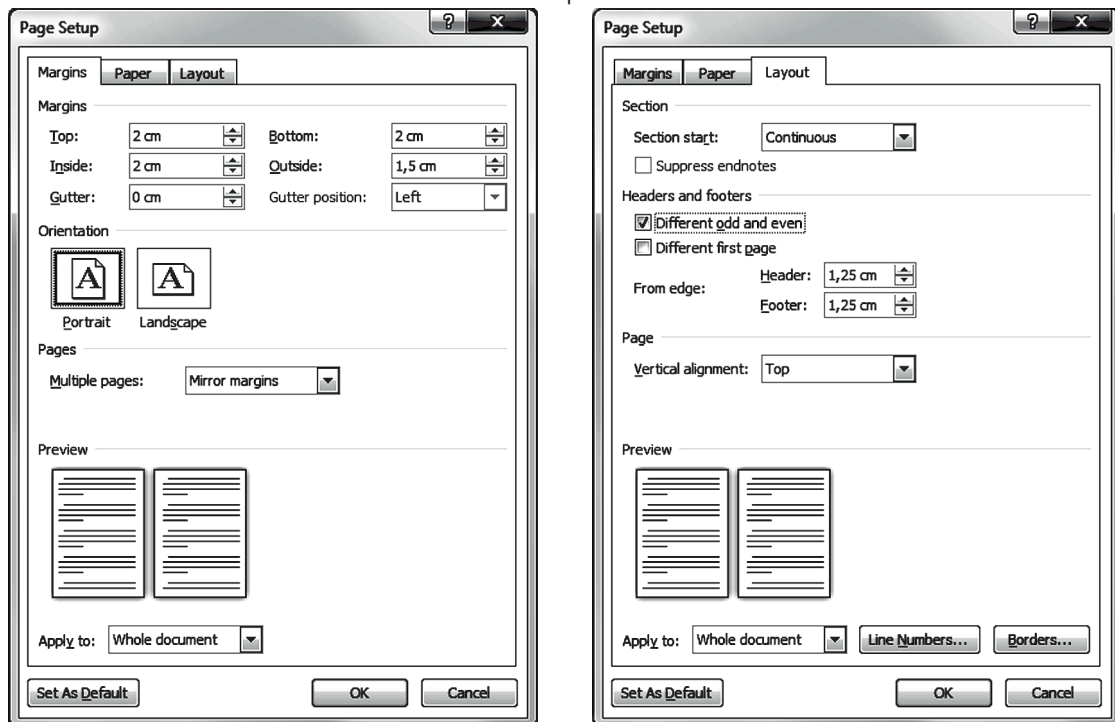 Page Setup
Margins Paper Layout
Margins
Top: 2 cm Bottom: 2 cm
Inside: 2 cm Outside: 1,5 cm
Gutter: 0 cm Gutter position: Left
Orientation
A A
Portrait Landscape
Pages
Multiple pages: Mirror margins
Preview
Apply to: Whole document
Set As Default OK Cancel
Page Setup
Margins Paper Layout
Section
Section start: Continuous
Suppress endnotes
Headers and footers
Different odd and even
Different first page
From edge:
Header: 1,25 cm
Footer: 1,25 cm
Page
Vertical alignment: Top
Preview
Apply to: Whole document Line Numbers... Borders...
Set As Default OK Cancel